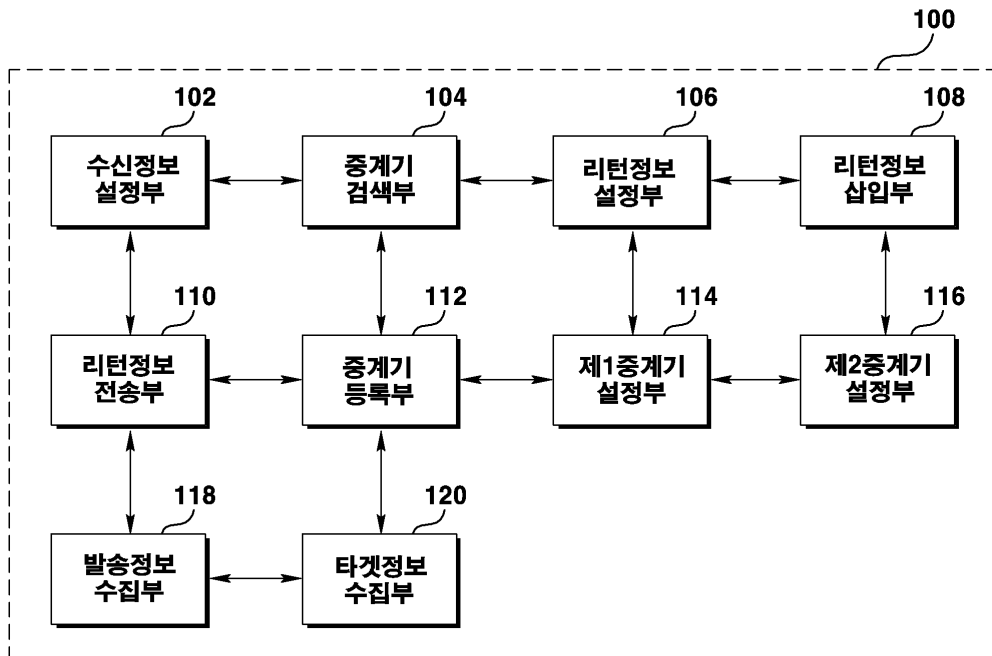 100
102
104
106
108
수신정보
설정부
중계기
검색부
리턴정보
설정부
리턴정보
삽입부
110
112
114
116
리턴정보
전송부
중계기
등록부
제1중계기
설정부
제2중계기
설정부
118
120
발송정보
수집부
타겟정보
수집부